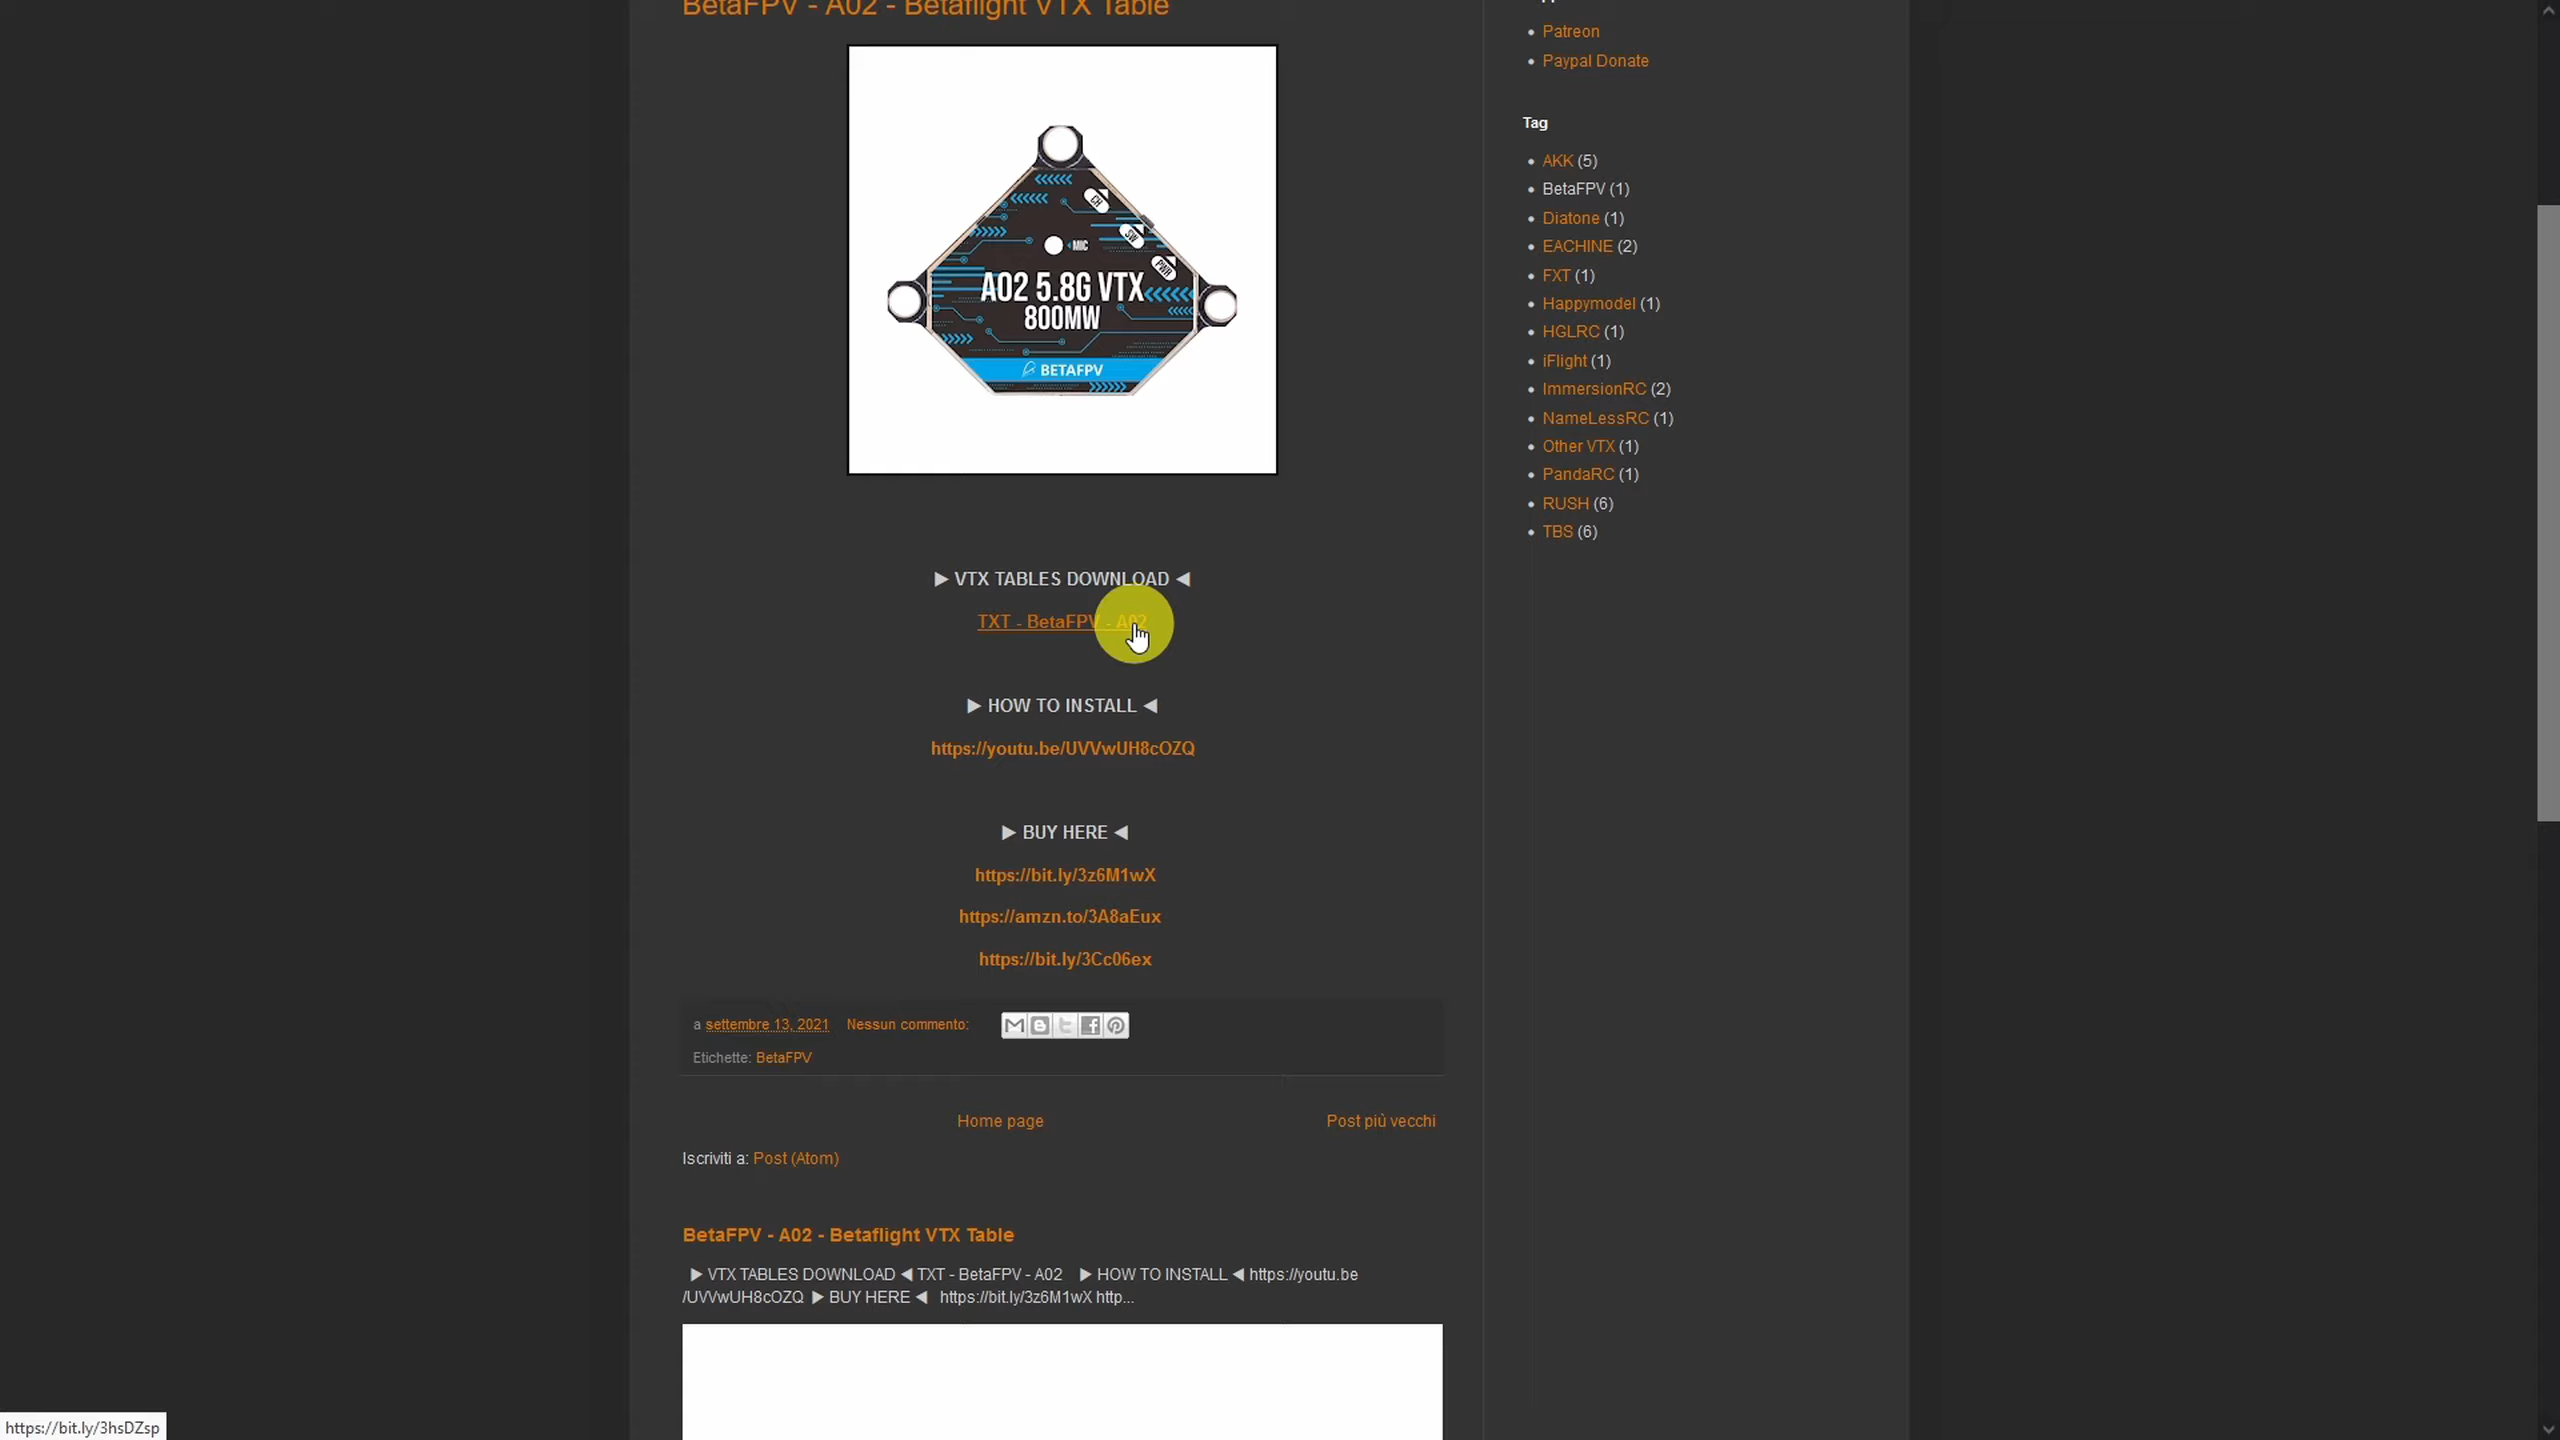 BetaFPV - A02 - Betaflight VTX Table
CH
SW
MIC
PWR
A02 5.8G VTX
800MW
BETAFPV
▶ VTX TABLES DOWNLOAD ◀
TXT - BetaFPV - A02
▶ HOW TO INSTALL ◀
https://youtu.be/UVVwUH8cOZQ
▶ BUY HERE ◀
https://bit.ly/3z6M1wX
https://amzn.to/3A8aEux
https://bit.ly/3Cc06ex
a settembre 13, 2021 Nessun commento:
Etichette: BetaFPV
Home page Post più vecchi
Iscriviti a: Post (Atom)
BetaFPV - A02 - Betaflight VTX Table
▶ VTX TABLES DOWNLOAD ◀ TXT - BetaFPV - A02 ▶ HOW TO INSTALL ◀ https://youtu.be
/UVVwUH8cOZQ ▶ BUY HERE ◀ https://bit.ly/3z6M1wX http...
Patreon
Paypal Donate
Tag
AKK (5)
BetaFPV (1)
Diatone (1)
EACHINE (2)
FXT (1)
Happymodel (1)
HGLRC (1)
iFlight (1)
ImmersionRC (2)
NameLessRC (1)
Other VTX (1)
PandaRC (1)
RUSH (6)
TBS (6)
https://bit.ly/3hsDZsp